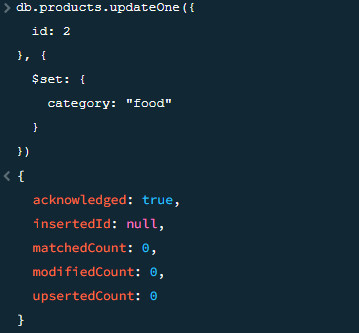 > db.products.updateOne({
id: 2
}, {
$set: {
category: "food"
}
})
< {
acknowledged: true,
insertedId: null,
matchedCount: 0,
modifiedCount: 0,
upsertedCount: 0
}